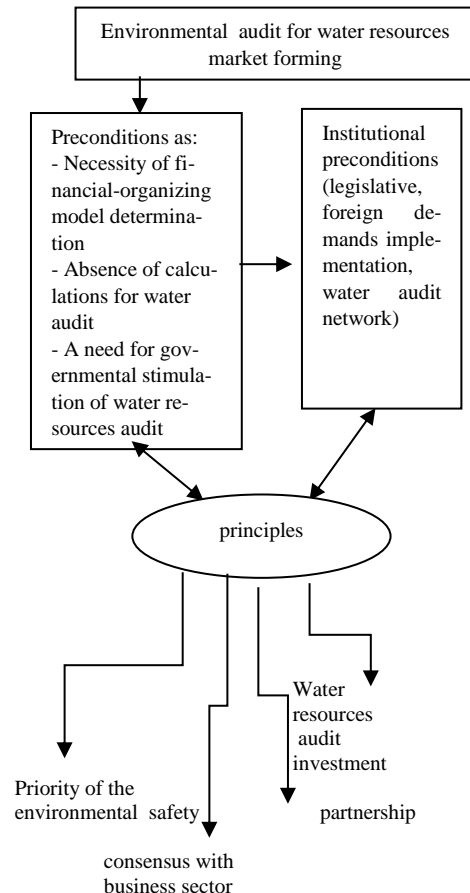 Environmental audit for water resources
market forming
Preconditions as:
- Necessity of fi-
nancial-organizing
model determina-
tion
- Absence of calcu-
lations for water
audit
- A need for gov-
ernmental stimula-
tion of water re-
sources audit
Institutional
preconditions
(legislative,
foreign de-
mands imple-
mentation,
water audit
network)
principles
Water
resources
audit
investment
Priority of the
environmental safety
partnership
consensus with
business sector